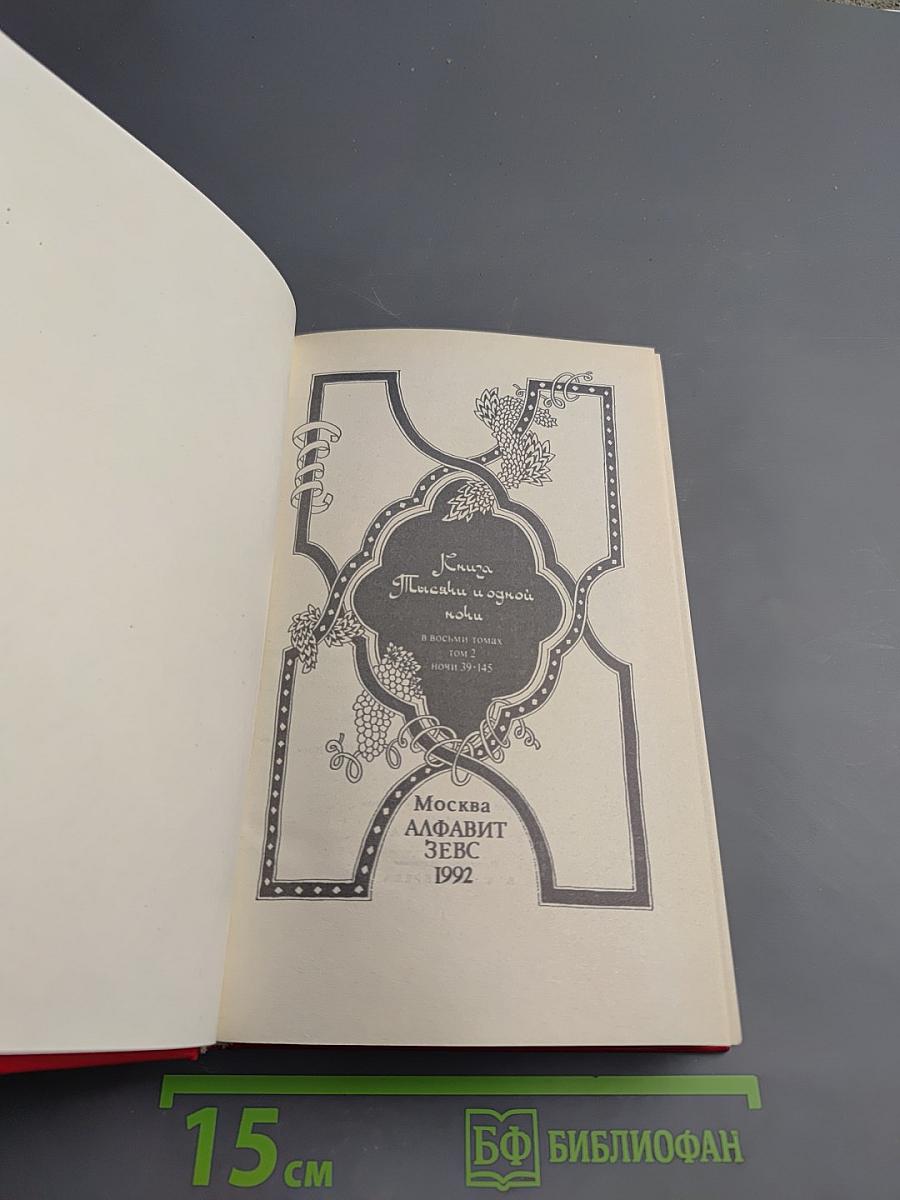 Книга
Тысячи и одной
ночи
в восьми томах
том 2
ночи 39-145
Москва
АЛФАВИТ
ЗЕВС
1992
15 см
БФ БИБЛИОФАН